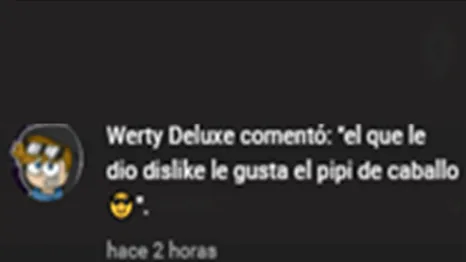 Werty Deluxe comentó: "el que le
dio dislike le gusta el pipi de caballo
😎".
hace 2 horas